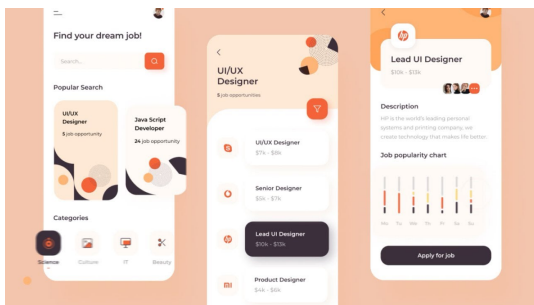 Find your dream job!
Search...
Popular Search
UI/UX
Designer
5 job opportunity
Java Script
Developer
24 job opportunity
Categories
Science
Culture
IT
Beauty
UI/UX
Designer
5 job opportunities
UI/UX Designer
$7k - $8k
Senior Designer
$5k - $7k
hp
Lead UI Designer
$10k - $13k
mi
Product Designer
$4k - $8k
hp
Lead UI Designer
$10k - $13k
Description
HP is the world's leading personal
systems and printing company, we
create technology that makes life better.
Job popularity chart
Mo Tu We Th Fr Sa Su
Apply for job